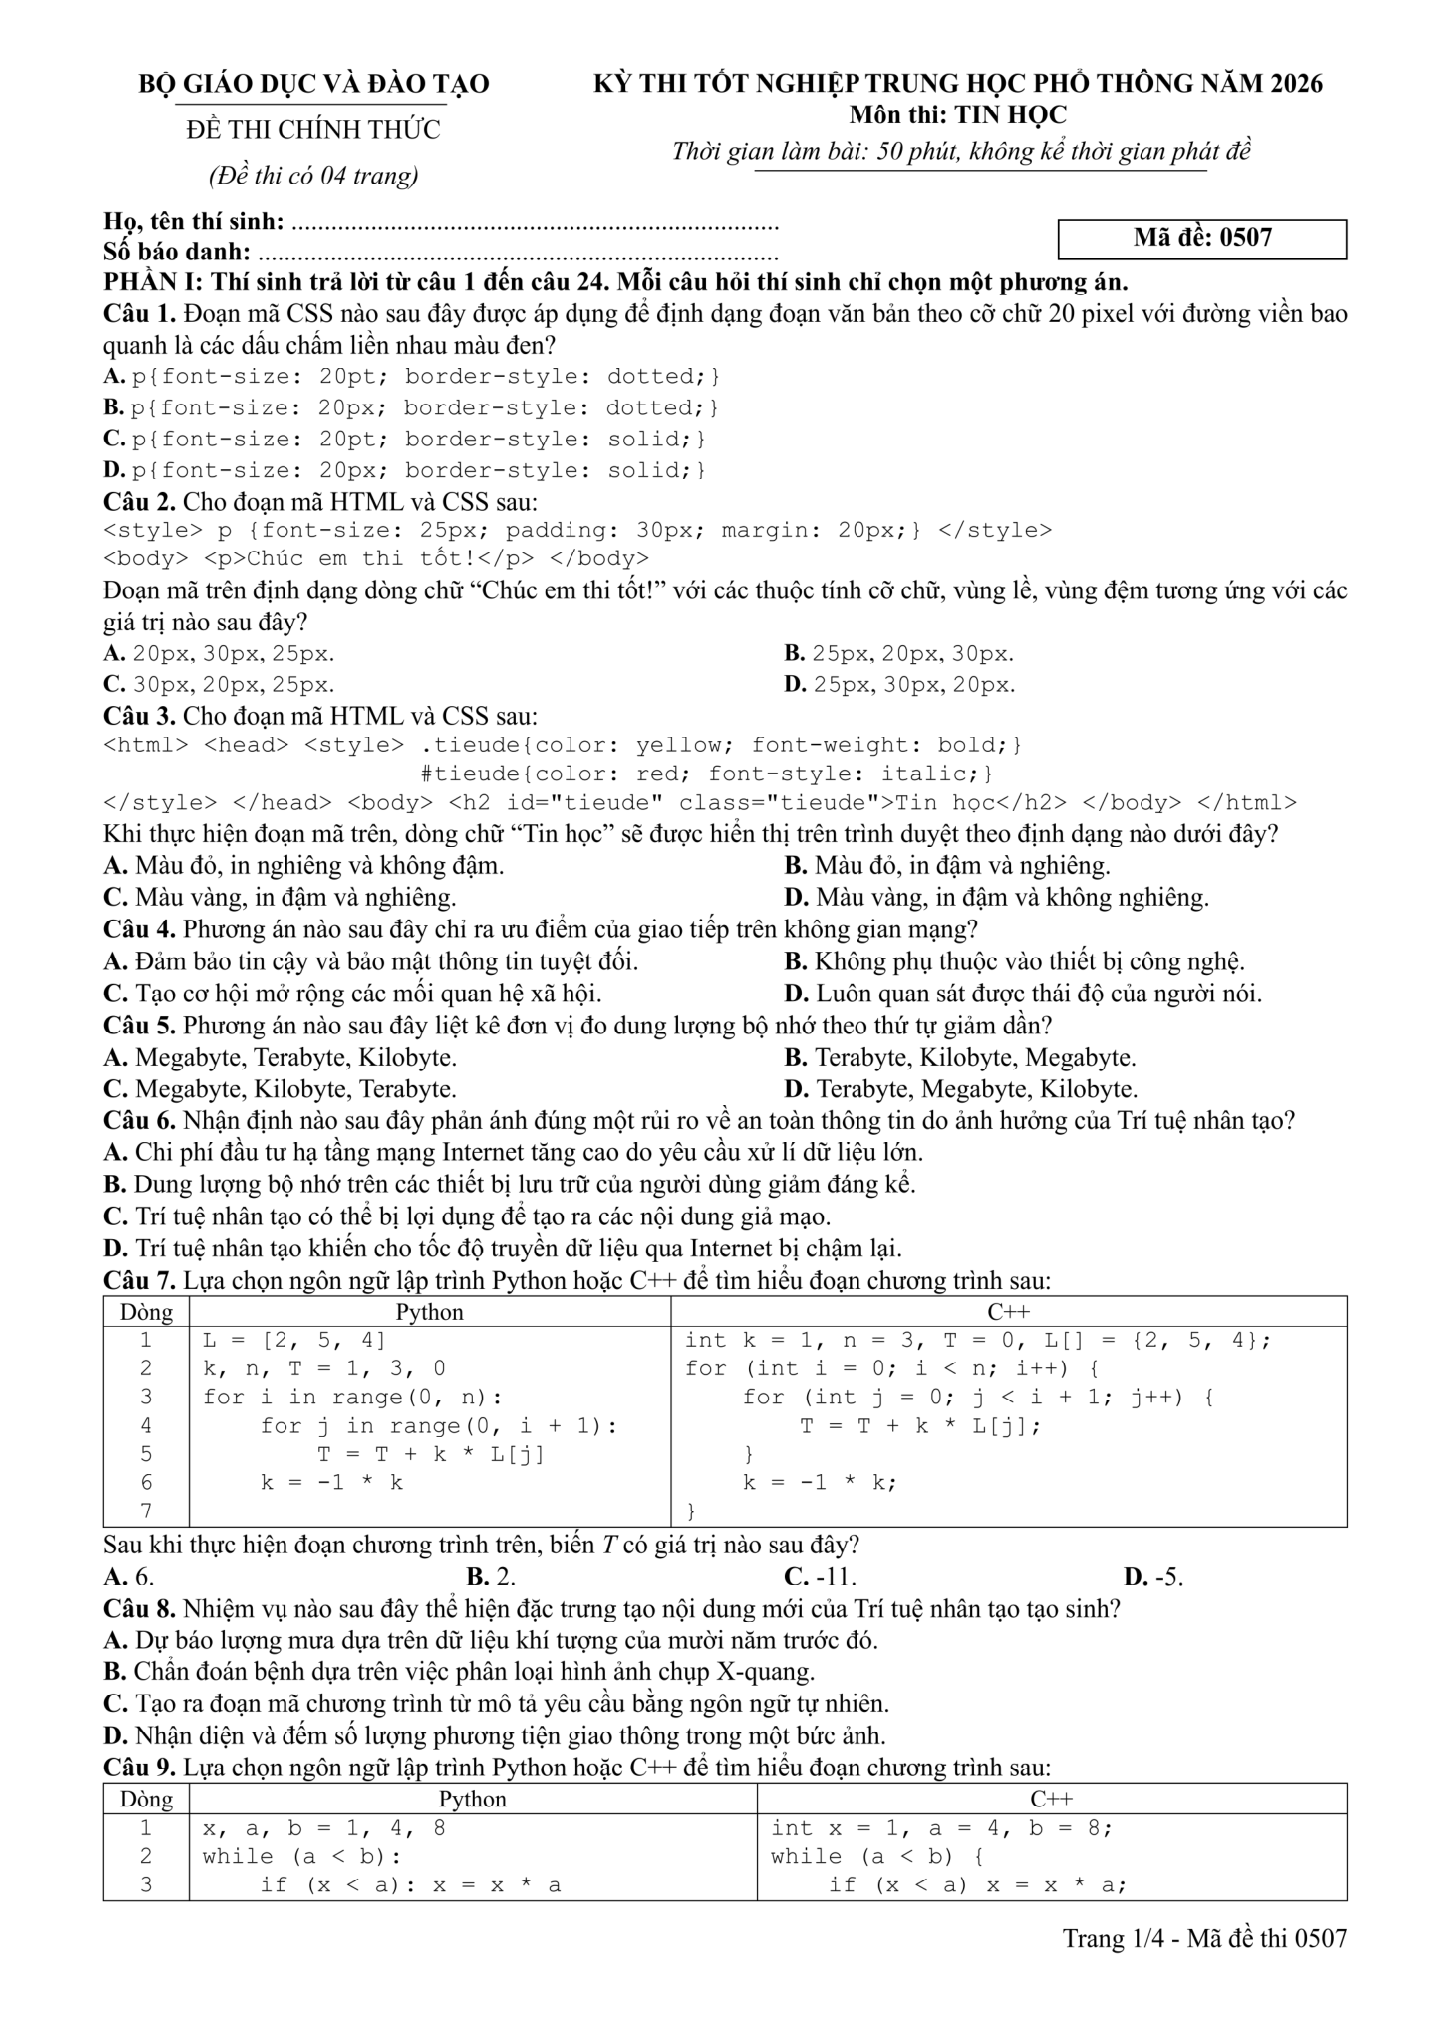 BỘ GIÁO DỤC VÀ ĐÀO TẠO
ĐỀ THI CHÍNH THỨC
(Đề thi có 04 trang)
KỲ THI TỐT NGHIỆP TRUNG HỌC PHỔ THÔNG NĂM 2026
Môn thi: TIN HỌC
Thời gian làm bài: 50 phút, không kể thời gian phát đề
Họ, tên thí sinh: ..........................................................................
Số báo danh: ...............................................................................
Mã đề: 0507
PHẦN I: Thí sinh trả lời từ câu 1 đến câu 24. Mỗi câu hỏi thí sinh chỉ chọn một phương án.
Câu 1. Đoạn mã CSS nào sau đây được áp dụng để định dạng đoạn văn bản theo cỡ chữ 20 pixel với đường viền bao
quanh là các dấu chấm liền nhau màu đen?
A. p{font-size: 20pt; border-style: dotted;}
B. p{font-size: 20px; border-style: dotted;}
C. p{font-size: 20pt; border-style: solid;}
D. p{font-size: 20px; border-style: solid;}
Câu 2. Cho đoạn mã HTML và CSS sau:
<style> p {font-size: 25px; padding: 30px; margin: 20px;} </style>
<body> <p>Chúc em thi tốt!</p> </body>
Đoạn mã trên định dạng dòng chữ “Chúc em thi tốt!” với các thuộc tính cỡ chữ, vùng lề, vùng đệm tương ứng với các
giá trị nào sau đây?
A. 20px, 30px, 25px. B. 25px, 20px, 30px.
C. 30px, 20px, 25px. D. 25px, 30px, 20px.
Câu 3. Cho đoạn mã HTML và CSS sau:
<html> <head> <style> .tieude{color: yellow; font-weight: bold;}
#tieude{color: red; font-style: italic;}
</style> </head> <body> <h2 id="tieude" class="tieude">Tin học</h2> </body> </html>
Khi thực hiện đoạn mã trên, dòng chữ “Tin học” sẽ được hiển thị trên trình duyệt theo định dạng nào dưới đây?
A. Màu đỏ, in nghiêng và không đậm. B. Màu đỏ, in đậm và nghiêng.
C. Màu vàng, in đậm và nghiêng. D. Màu vàng, in đậm và không nghiêng.
Câu 4. Phương án nào sau đây chỉ ra ưu điểm của giao tiếp trên không gian mạng?
A. Đảm bảo tin cậy và bảo mật thông tin tuyệt đối. B. Không phụ thuộc vào thiết bị công nghệ.
C. Tạo cơ hội mở rộng các mối quan hệ xã hội. D. Luôn quan sát được thái độ của người nói.
Câu 5. Phương án nào sau đây liệt kê đơn vị đo dung lượng bộ nhớ theo thứ tự giảm dần?
A. Megabyte, Terabyte, Kilobyte. B. Terabyte, Kilobyte, Megabyte.
C. Megabyte, Kilobyte, Terabyte. D. Terabyte, Megabyte, Kilobyte.
Câu 6. Nhận định nào sau đây phản ánh đúng một rủi ro về an toàn thông tin do ảnh hưởng của Trí tuệ nhân tạo?
A. Chi phí đầu tư hạ tầng mạng Internet tăng cao do yêu cầu xử lí dữ liệu lớn.
B. Dung lượng bộ nhớ trên các thiết bị lưu trữ của người dùng giảm đáng kể.
C. Trí tuệ nhân tạo có thể bị lợi dụng để tạo ra các nội dung giả mạo.
D. Trí tuệ nhân tạo khiến cho tốc độ truyền dữ liệu qua Internet bị chậm lại.
Câu 7. Lựa chọn ngôn ngữ lập trình Python hoặc C++ để tìm hiểu đoạn chương trình sau:
Dòng Python C++
1 L = [2, 5, 4] int k = 1, n = 3, T = 0, L[] = {2, 5, 4};
2 k, n, T = 1, 3, 0 for (int i = 0; i < n; i++) {
3 for i in range(0, n): for (int j = 0; j < i + 1; j++) {
4 for j in range(0, i + 1): T = T + k * L[j];
5 T = T + k * L[j] }
6 k = -1 * k k = -1 * k;
7 }
Sau khi thực hiện đoạn chương trình trên, biến T có giá trị nào sau đây?
A. 6. B. 2. C. -11. D. -5.
Câu 8. Nhiệm vụ nào sau đây thể hiện đặc trưng tạo nội dung mới của Trí tuệ nhân tạo tạo sinh?
A. Dự báo lượng mưa dựa trên dữ liệu khí tượng của mười năm trước đó.
B. Chẩn đoán bệnh dựa trên việc phân loại hình ảnh chụp X-quang.
C. Tạo ra đoạn mã chương trình từ mô tả yêu cầu bằng ngôn ngữ tự nhiên.
D. Nhận diện và đếm số lượng phương tiện giao thông trong một bức ảnh.
Câu 9. Lựa chọn ngôn ngữ lập trình Python hoặc C++ để tìm hiểu đoạn chương trình sau:
Dòng Python C++
1 x, a, b = 1, 4, 8 int x = 1, a = 4, b = 8;
2 while (a < b): while (a < b) {
3 if (x < a): x = x * a if (x < a) x = x * a;
Trang 1/4 - Mã đề thi 0507